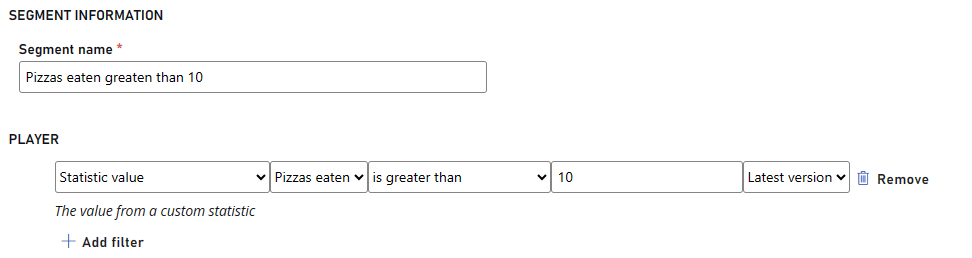 SEGMENT INFORMATION
Segment name *
Pizzas eaten greaten than 10
PLAYER
Statistic value Pizzas eaten is greater than 10 Latest version Remove
The value from a custom statistic
Add filter